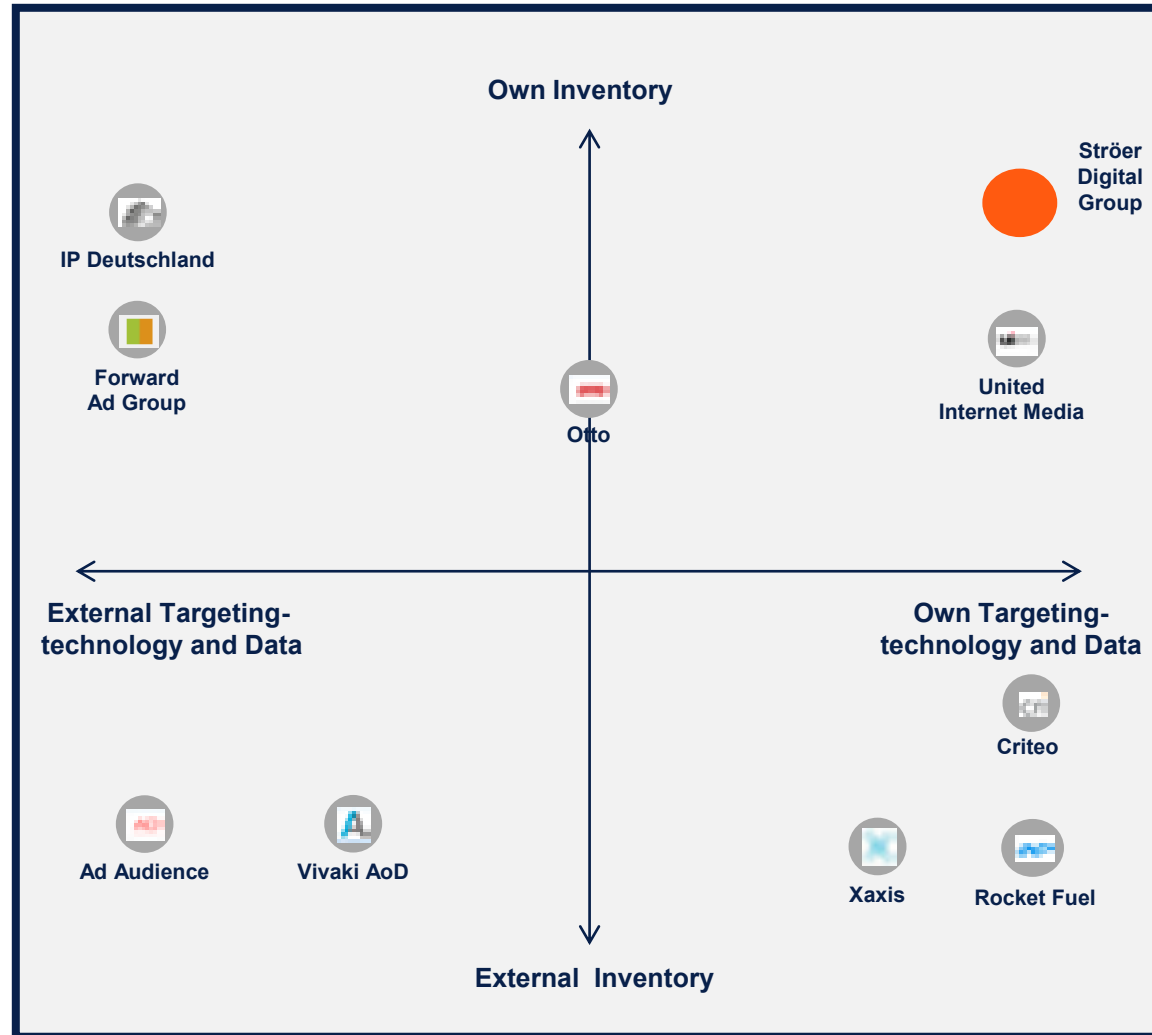 Own Inventory
Ströer
Digital
Group
IP Deutschland
Forward
Ad Group
United
Internet Media
Otto
External Targeting-
technology and Data
Own Targeting-
technology and Data
Criteo
Ad Audience
Vivaki AoD
Xaxis
Rocket Fuel
External Inventory